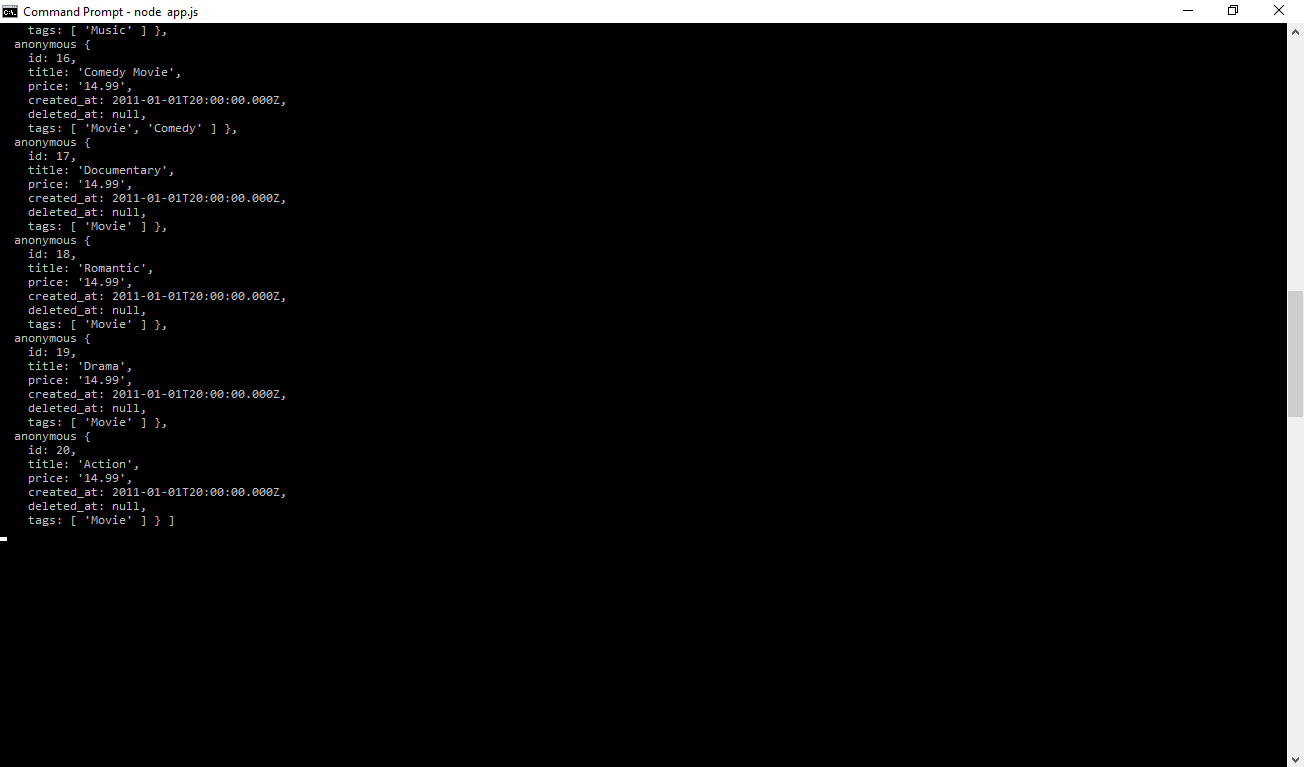 Command Prompt - node  app.js
    tags: [ 'Music' ] },
  anonymous {
    id: 16,
    title: 'Comedy Movie',
    price: '14.99',
    created_at: 2011-01-01T20:00:00.000Z,
    deleted_at: null,
    tags: [ 'Movie', 'Comedy' ] },
  anonymous {
    id: 17,
    title: 'Documentary',
    price: '14.99',
    created_at: 2011-01-01T20:00:00.000Z,
    deleted_at: null,
    tags: [ 'Movie' ] },
  anonymous {
    id: 18,
    title: 'Romantic',
    price: '14.99',
    created_at: 2011-01-01T20:00:00.000Z,
    deleted_at: null,
    tags: [ 'Movie' ] },
  anonymous {
    id: 19,
    title: 'Drama',
    price: '14.99',
    created_at: 2011-01-01T20:00:00.000Z,
    deleted_at: null,
    tags: [ 'Movie' ] },
  anonymous {
    id: 20,
    title: 'Action',
    price: '14.99',
    created_at: 2011-01-01T20:00:00.000Z,
    deleted_at: null,
    tags: [ 'Movie' ] } ]